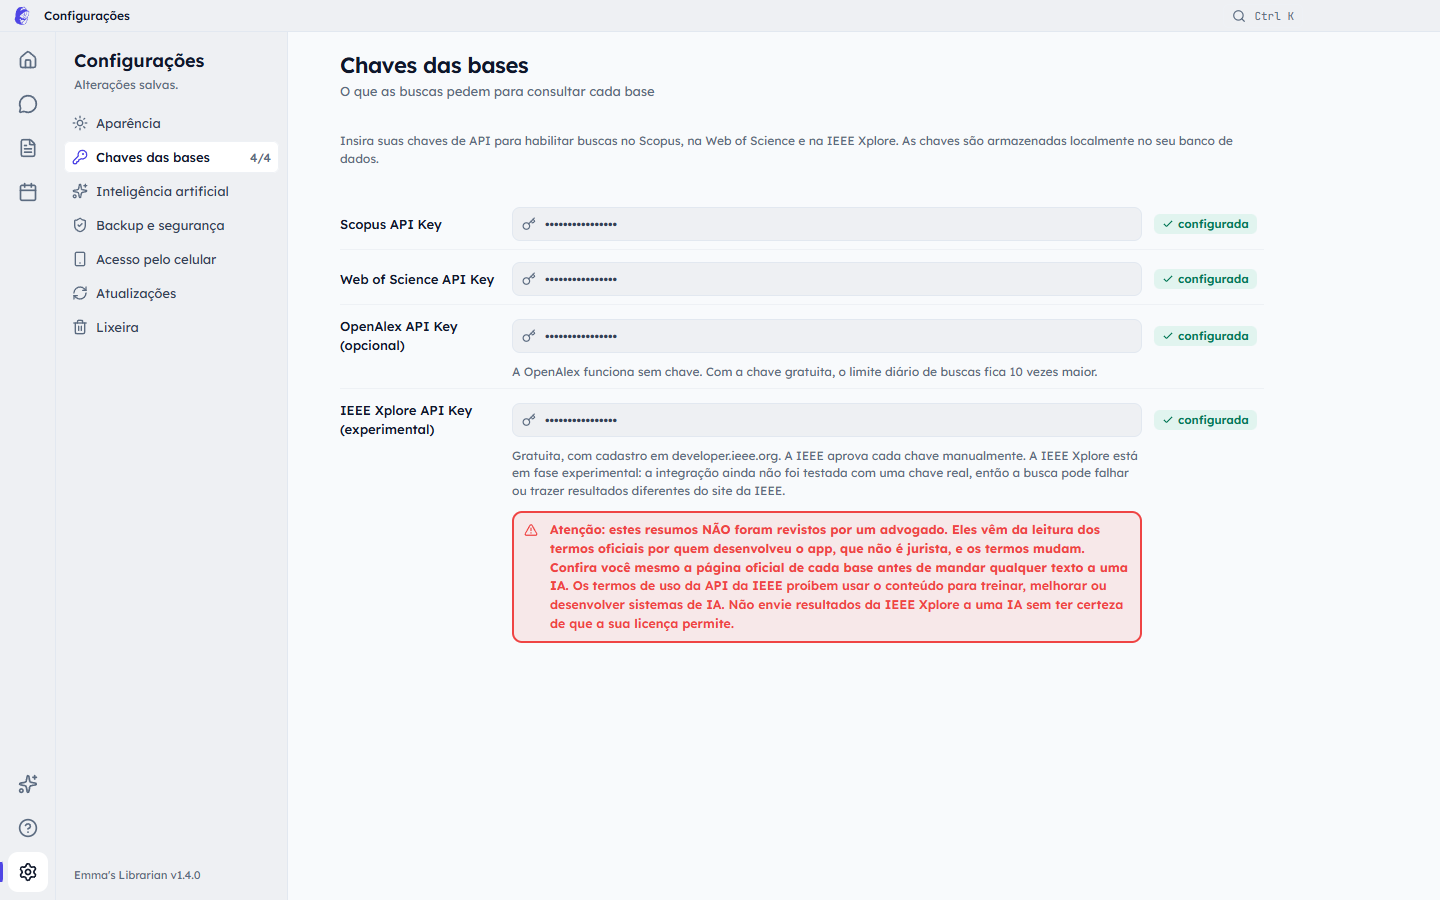 Configurações
Ctrl K
Configurações
Alterações salvas.
Aparência
Chaves das bases 4/4
Inteligência artificial
Backup e segurança
Acesso pelo celular
Atualizações
Lixeira
Emma's Librarian v1.4.0
Chaves das bases
O que as buscas pedem para consultar cada base
Insira suas chaves de API para habilitar buscas no Scopus, na Web of Science e na IEEE Xplore. As chaves são armazenadas localmente no seu banco de
dados.
Scopus API Key
•••••••••••••••• configurada
Web of Science API Key
•••••••••••••••• configurada
OpenAlex API Key
(opcional)
•••••••••••••••• configurada
A OpenAlex funciona sem chave. Com a chave gratuita, o limite diário de buscas fica 10 vezes maior.
IEEE Xplore API Key
(experimental)
•••••••••••••••• configurada
Gratuita, com cadastro em developer.ieee.org. A IEEE aprova cada chave manualmente. A IEEE Xplore está
em fase experimental: a integração ainda não foi testada com uma chave real, então a busca pode falhar
ou trazer resultados diferentes do site da IEEE.
Atenção: estes resumos NÃO foram revistos por um advogado. Eles vêm da leitura dos
termos oficiais por quem desenvolveu o app, que não é jurista, e os termos mudam.
Confira você mesmo a página oficial de cada base antes de mandar qualquer texto a uma
IA. Os termos de uso da API da IEEE proíbem usar o conteúdo para treinar, melhorar ou
desenvolver sistemas de IA. Não envie resultados da IEEE Xplore a uma IA sem ter certeza
de que a sua licença permite.